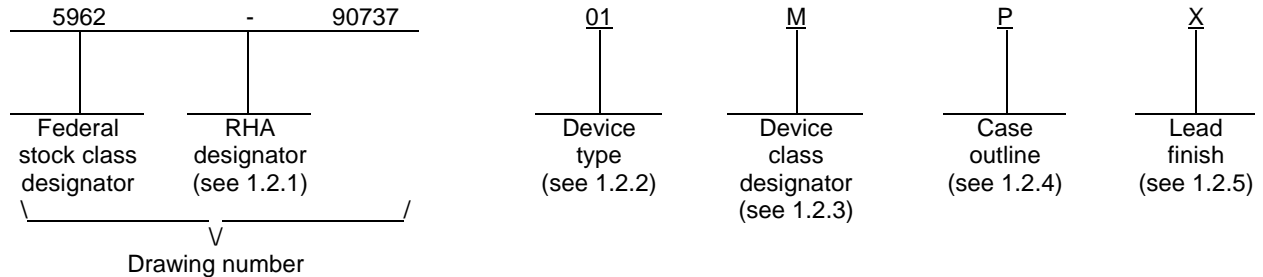 5962 - 90737 01 M P X
Federal stock class designator
RHA designator (see 1.2.1)
Device type (see 1.2.2)
Device class designator (see 1.2.3)
Case outline (see 1.2.4)
Lead finish (see 1.2.5)
\ /
\/
Drawing number